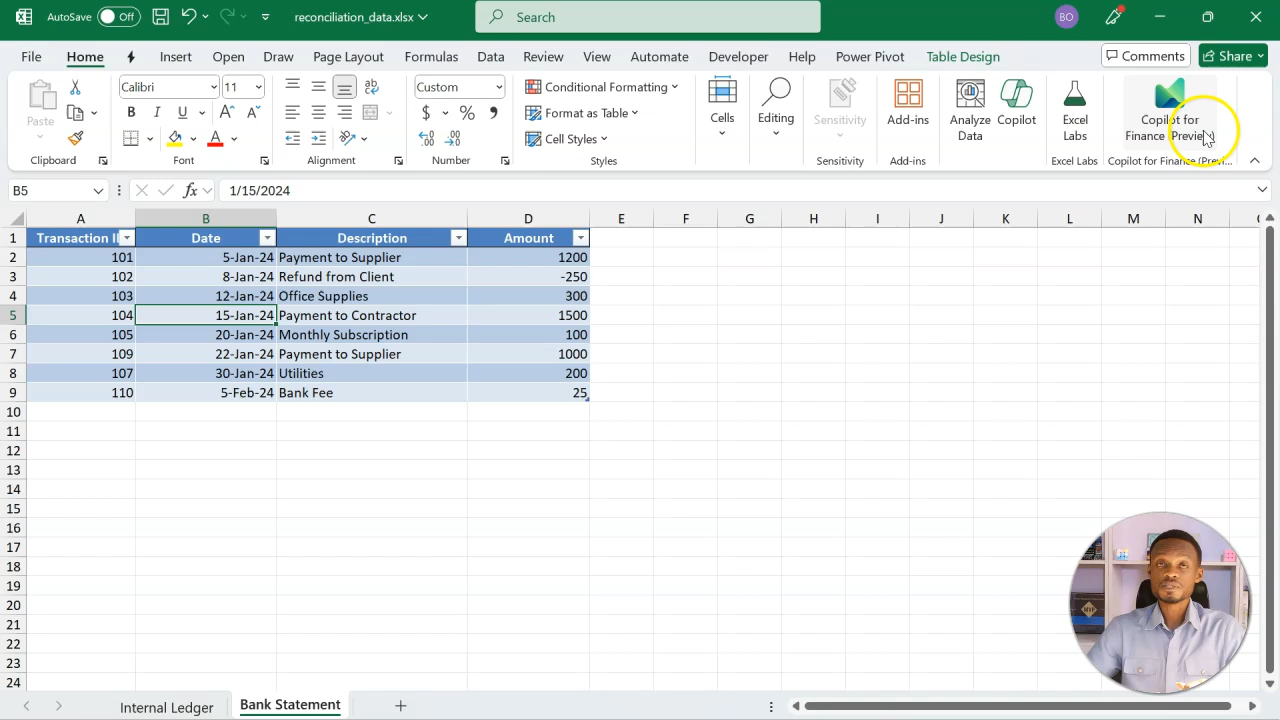 AutoSave Off reconciliation_data.xlsx Search BO
File Home Insert Open Draw Page Layout Formulas Data Review View Automate Developer Help Power Pivot Table Design Comments Share
Paste Calibri 11 B I U A A A Custom $ % , Conditional Formatting Format as Table Cell Styles Cells Editing Sensitivity Add-ins Analyze Data Copilot Excel Labs Copilot for Finance (Preview)
Clipboard Font Alignment Number Styles Sensitivity Add-ins Excel Labs Copilot for Finance (Previ...
B5 fx 1/15/2024
A B C D E F G H I J K L M N
1 Transaction I Date Description Amount
2 101 5-Jan-24 Payment to Supplier 1200
3 102 8-Jan-24 Refund from Client -250
4 103 12-Jan-24 Office Supplies 300
5 104 15-Jan-24 Payment to Contractor 1500
6 105 20-Jan-24 Monthly Subscription 100
7 109 22-Jan-24 Payment to Supplier 1000
8 107 30-Jan-24 Utilities 200
9 110 5-Feb-24 Bank Fee 25
10
11
12
13
14
15
16
17
18
19
20
21
22
23
24
Internal Ledger Bank Statement